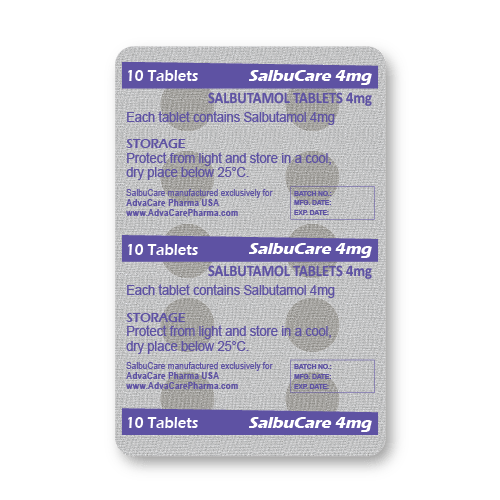 10 Tablets SalbuCare 4mg
SALBUTAMOL TABLETS 4mg
Each tablet contains Salbutamol 4mg
STORAGE
Protect from light and store in a cool,
dry place below 25°C.
SalbuCare manufactured exclusively for
AdvaCare Pharma USA
www.AdvaCarePharma.com
BATCH NO.:
MFG. DATE:
EXP. DATE:
10 Tablets SalbuCare 4mg
SALBUTAMOL TABLETS 4mg
Each tablet contains Salbutamol 4mg
STORAGE
Protect from light and store in a cool,
dry place below 25°C.
SalbuCare manufactured exclusively for
AdvaCare Pharma USA
www.AdvaCarePharma.com
BATCH NO.:
MFG. DATE:
EXP. DATE:
10 Tablets SalbuCare 4mg